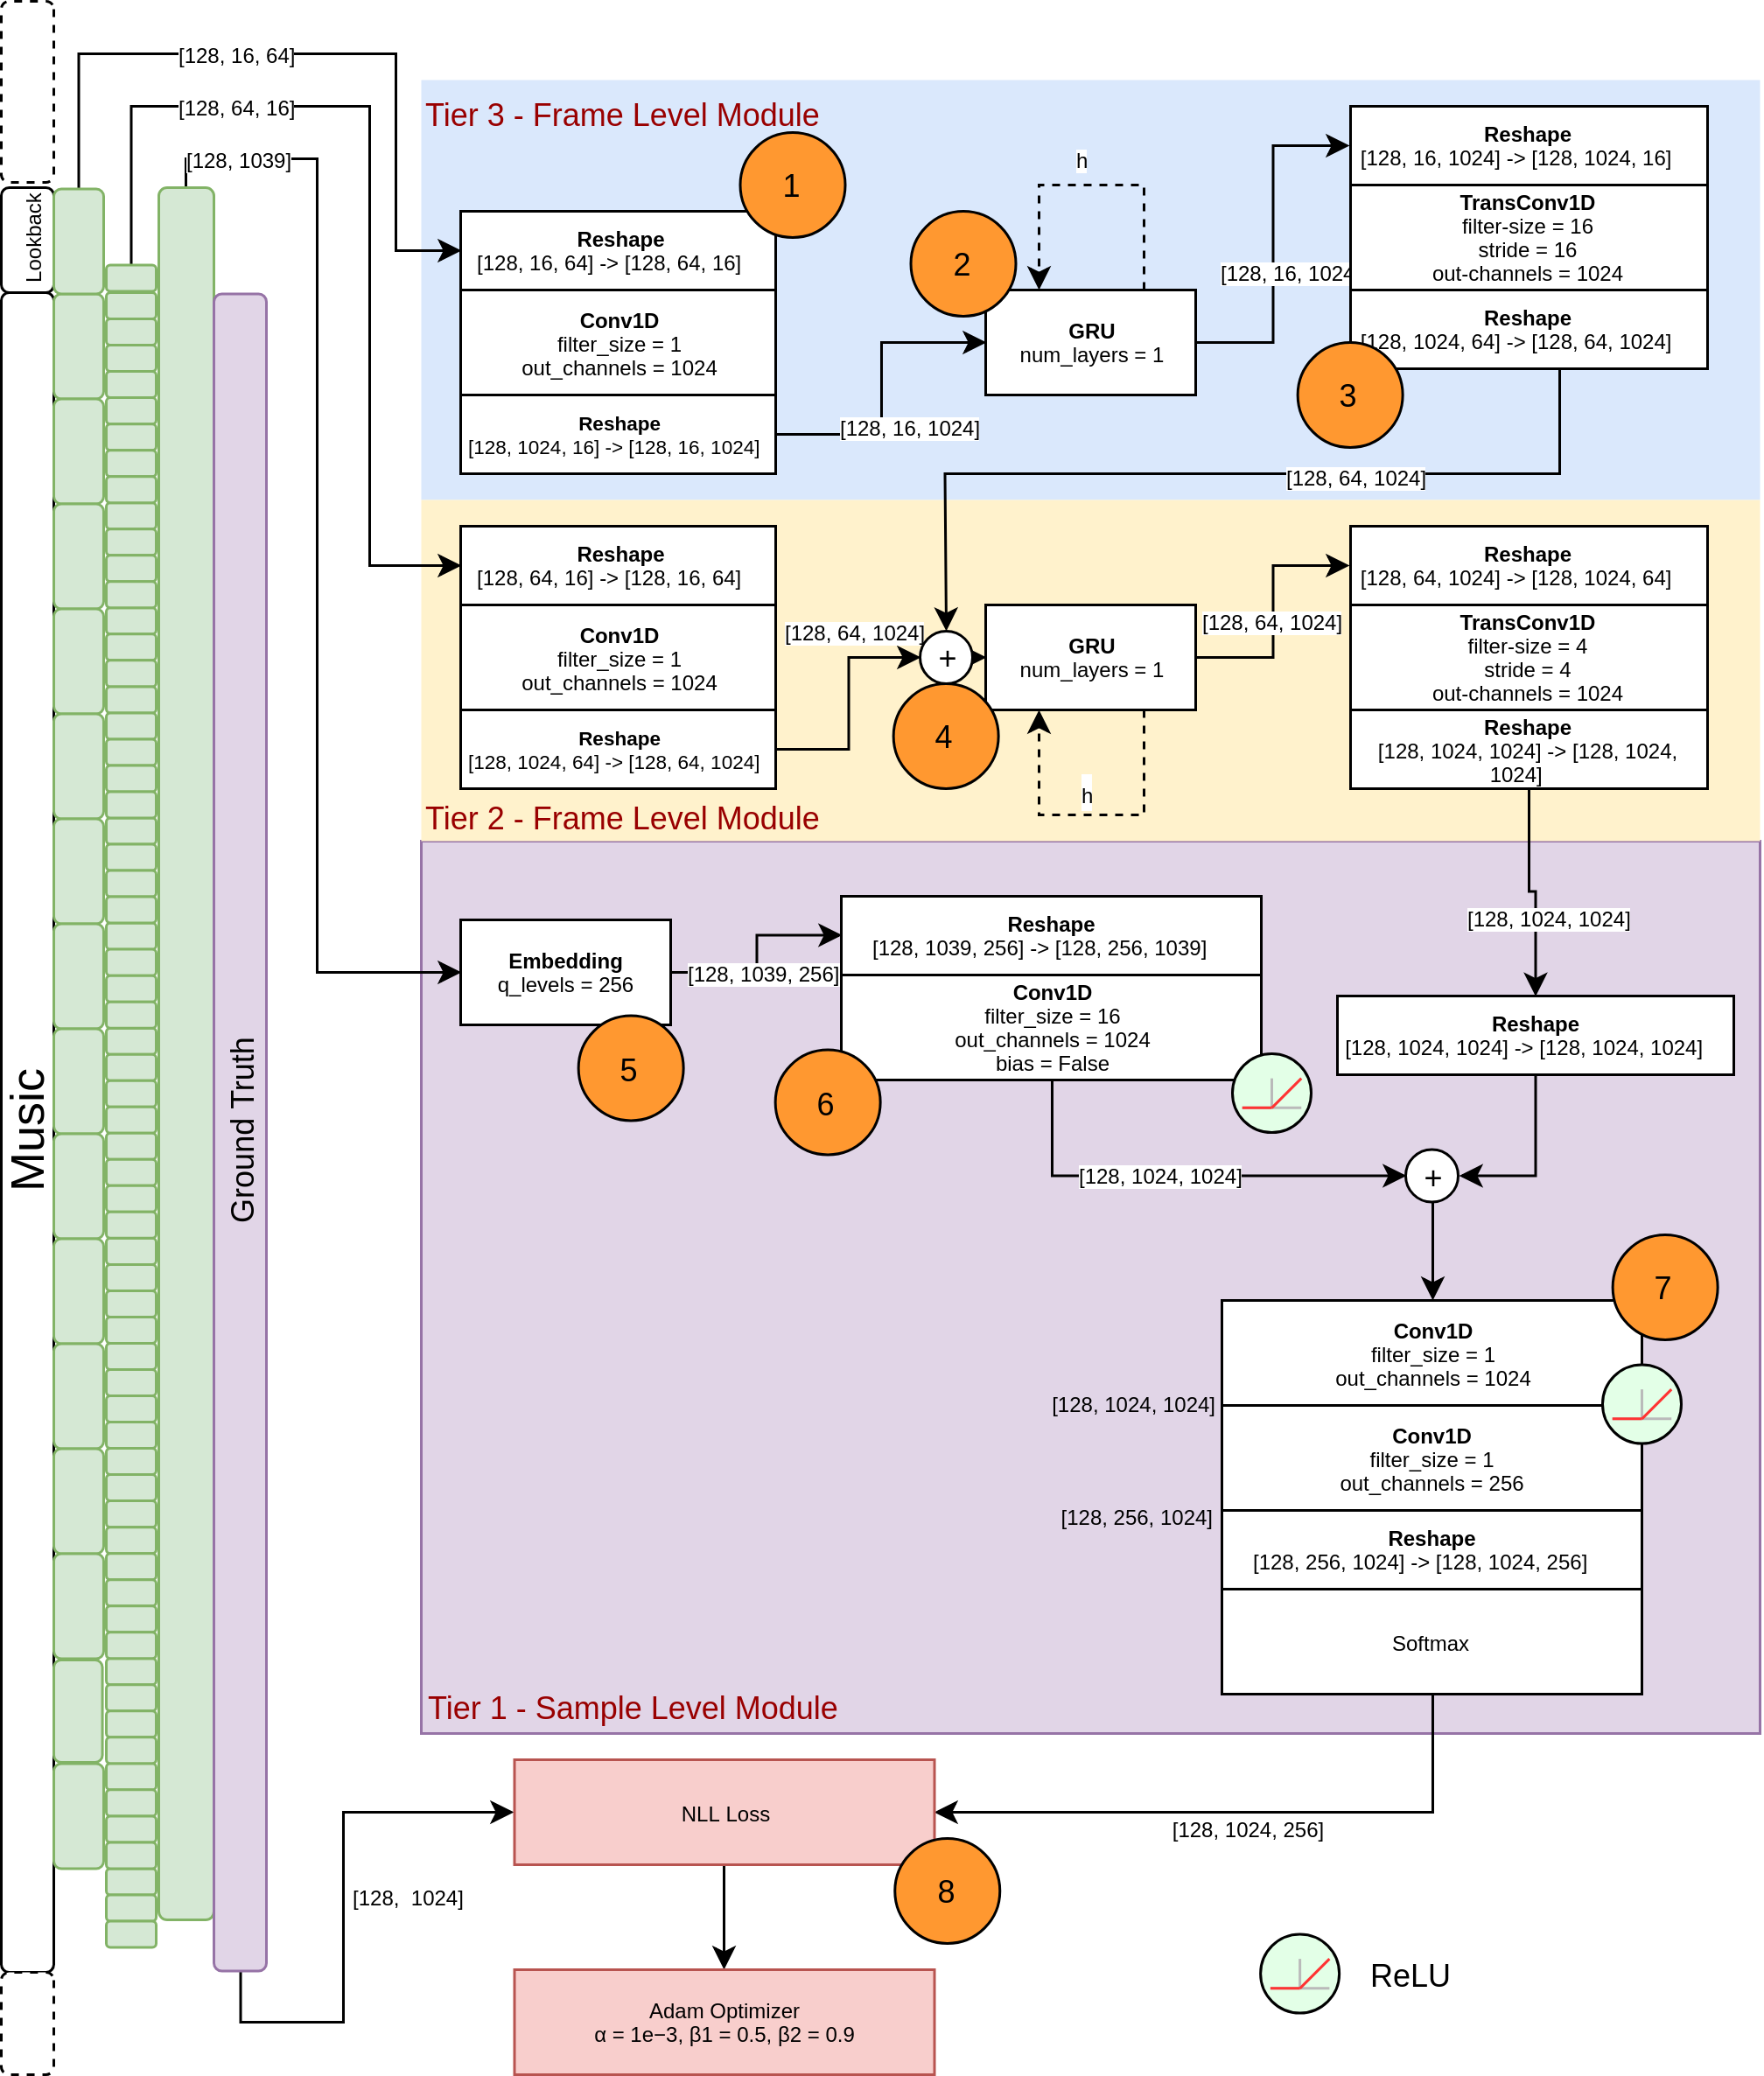 [128, 16, 64]
[128, 64, 16]
[128, 1039]
Lookback
Music
Ground Truth
Tier 3 - Frame Level Module
1
Reshape
[128, 16, 64] -> [128, 64, 16]
Conv1D
filter_size = 1
out_channels = 1024
Reshape
[128, 1024, 16] -> [128, 16, 1024]
[128, 16, 1024]
2
h
GRU
num_layers = 1
[128, 16, 1024
Reshape
[128, 16, 1024] -> [128, 1024, 16]
TransConv1D
filter-size = 16
stride = 16
out-channels = 1024
Reshape
[128, 1024, 64] -> [128, 64, 1024]
3
[128, 64, 1024]
Reshape
[128, 64, 16] -> [128, 16, 64]
Conv1D
filter_size = 1
out_channels = 1024
Reshape
[128, 1024, 64] -> [128, 64, 1024]
[128, 64, 1024]
+
4
GRU
num_layers = 1
h
[128, 64, 1024]
Reshape
[128, 64, 1024] -> [128, 1024, 64]
TransConv1D
filter-size = 4
stride = 4
out-channels = 1024
Reshape
[128, 1024, 1024] -> [128, 1024,
1024]
Tier 2 - Frame Level Module
[128, 1024, 1024]
Embedding
q_levels = 256
5
[128, 1039, 256]
Reshape
[128, 1039, 256] -> [128, 256, 1039]
Conv1D
filter_size = 16
out_channels = 1024
bias = False
6
Reshape
[128, 1024, 1024] -> [128, 1024, 1024]
[128, 1024, 1024]
+
7
Conv1D
filter_size = 1
out_channels = 1024
[128, 1024, 1024]
Conv1D
filter_size = 1
out_channels = 256
[128, 256, 1024]
Reshape
[128, 256, 1024] -> [128, 1024, 256]
Softmax
Tier 1 - Sample Level Module
NLL Loss
[128, 1024, 256]
8
[128,  1024]
Adam Optimizer
α = 1e−3, β1 = 0.5, β2 = 0.9
ReLU